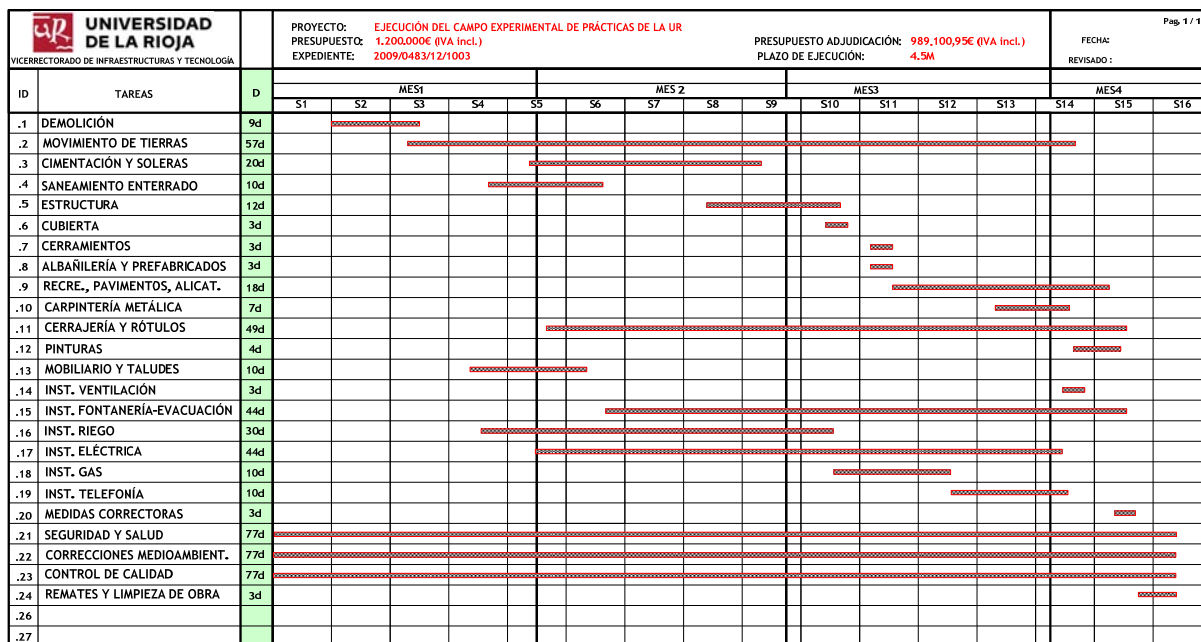 UR UNIVERSIDAD
DE LA RIOJA
VICERRECTORADO DE INFRAESTRUCTURAS Y TECNOLOGÍA
PROYECTO: EJECUCIÓN DEL CAMPO EXPERIMENTAL DE PRÁCTICAS DE LA UR
PRESUPUESTO: 1.200.000€ (IVA incl.)
EXPEDIENTE: 2009/0483/12/1003
PRESUPUESTO ADJUDICACIÓN: 989,100,95€ (IVA incl.)
PLAZO DE EJECUCIÓN: 4.5M
Pag. 1 / 1
FECHA:
REVISADO :
ID TAREAS D MES1 MES 2 MES3 MES4
S1 S2 S3 S4 S5 S6 S7 S8 S9 S10 S11 S12 S13 S14 S15 S16
.1 DEMOLICIÓN 9d
.2 MOVIMIENTO DE TIERRAS 57d
.3 CIMENTACIÓN Y SOLERAS 20d
.4 SANEAMIENTO ENTERRADO 10d
.5 ESTRUCTURA 12d
.6 CUBIERTA 3d
.7 CERRAMIENTOS 3d
.8 ALBAÑILERÍA Y PREFABRICADOS 3d
.9 RECRE., PAVIMENTOS, ALICAT. 18d
.10 CARPINTERÍA METÁLICA 7d
.11 CERRAJERÍA Y RÓTULOS 49d
.12 PINTURAS 4d
.13 MOBILIARIO Y TALUDES 10d
.14 INST. VENTILACIÓN 3d
.15 INST. FONTANERÍA-EVACUACIÓN 44d
.16 INST. RIEGO 30d
.17 INST. ELÉCTRICA 44d
.18 INST. GAS 10d
.19 INST. TELEFONÍA 10d
.20 MEDIDAS CORRECTORAS 3d
.21 SEGURIDAD Y SALUD 77d
.22 CORRECCIONES MEDIOAMBIENT. 77d
.23 CONTROL DE CALIDAD 77d
.24 REMATES Y LIMPIEZA DE OBRA 3d
.26
.27